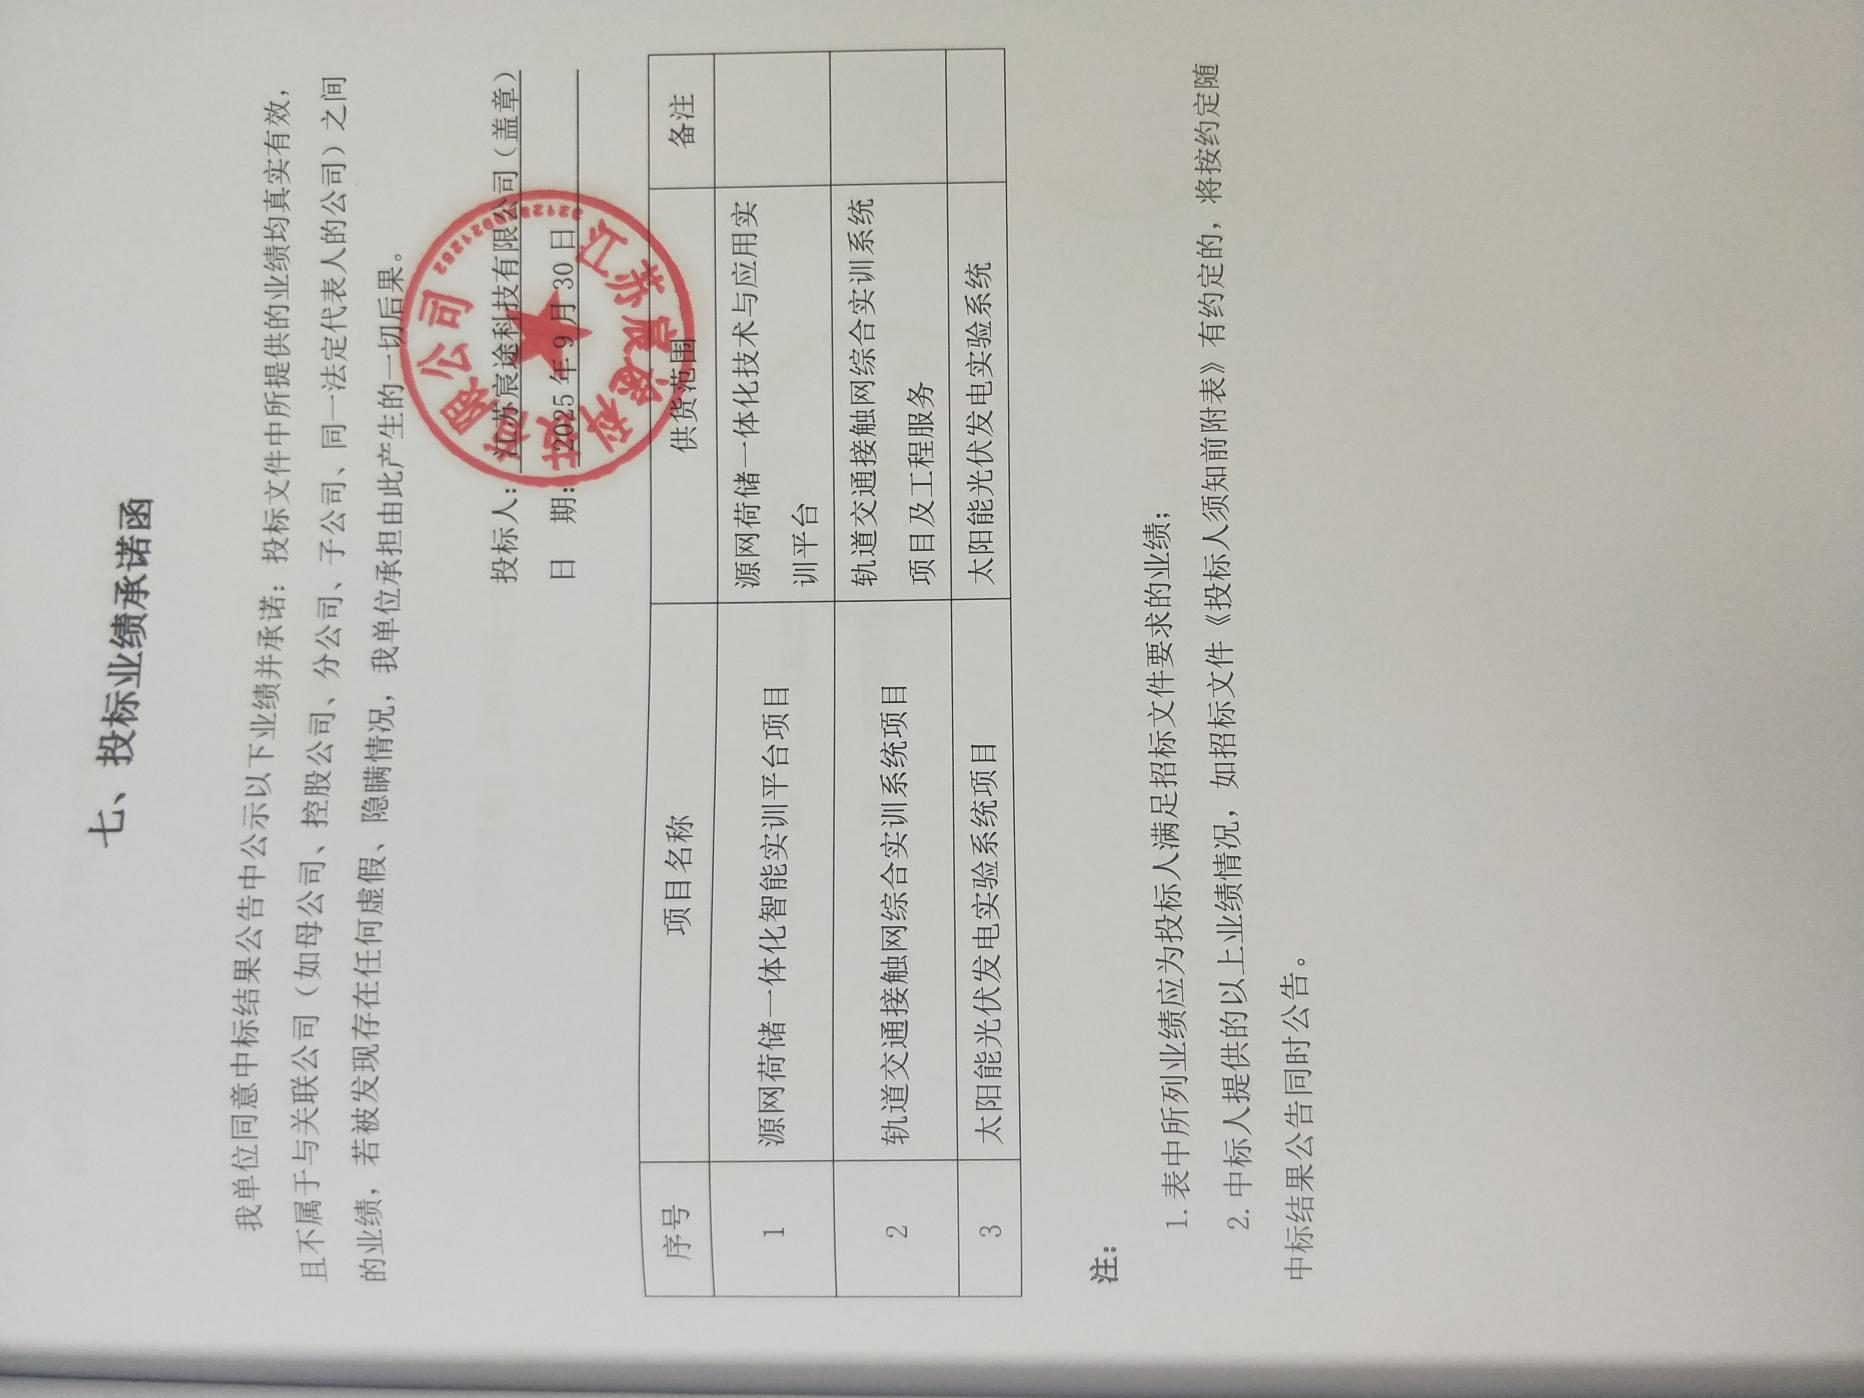 七、投标业绩承诺函
我单位同意中标结果公告中公示以下业绩并承诺：投标文件中所提供的业绩均真实有效，
且不属于与关联公司（如母公司、控股公司、分公司、子公司、同一法定代表人的公司）之间
的业绩，若被发现存在任何虚假、隐瞒情况，我单位承担由此产生的一切后果。
投标人：江苏宸途科技有限公司（盖章）
日 期：2025 年 9 月 30 日
序号 项目名称 供货范围 备注
1 源网荷储一体化智能实训平台项目 源网荷储一体化技术与应用实
训平台
2 轨道交通接触网综合实训系统项目 轨道交通接触网综合实训系统
项目及工程服务
3 太阳能光伏发电实验系统项目 太阳能光伏发电实验系统
注：
1. 表中所列业绩应为投标人满足招标文件要求的业绩；
2. 中标人提供的以上业绩情况，如招标文件《投标人须知前附表》有约定的，将按约定随
中标结果公告同时公告。